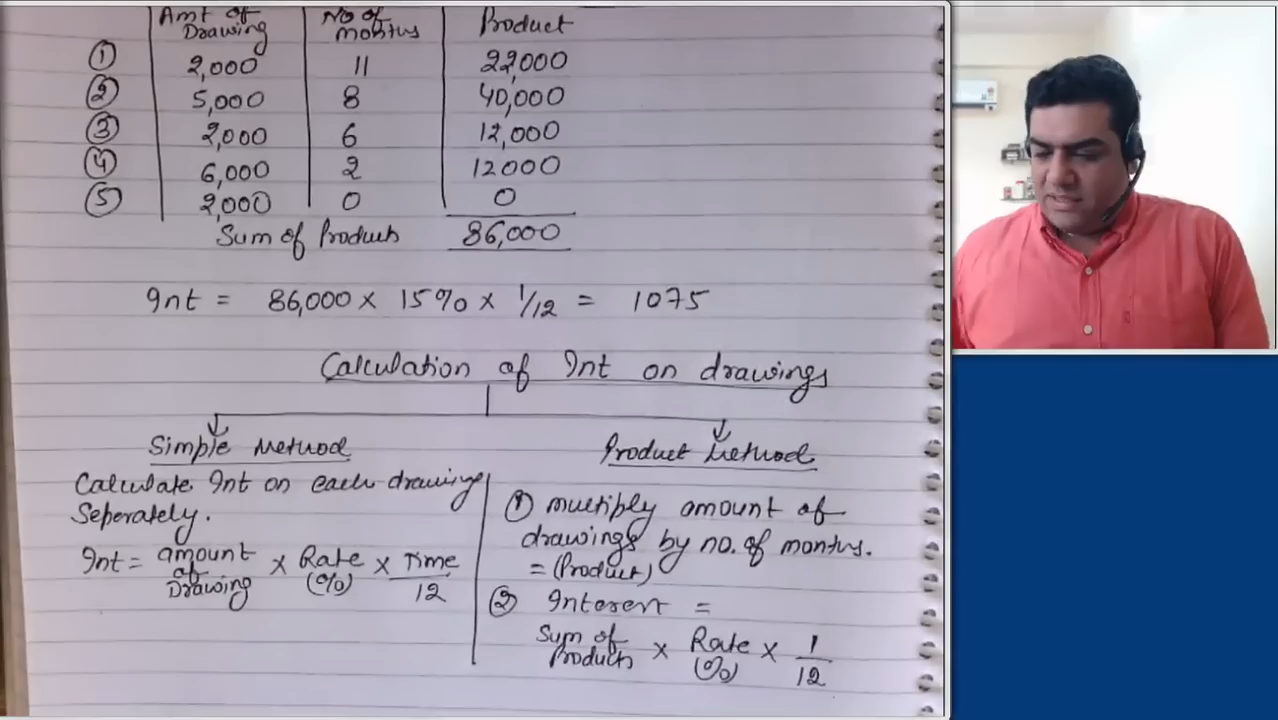 Amt of Drawing No of months Product
① 2,000 11 22,000
② 5,000 8 40,000
③ 2,000 6 12,000
④ 6,000 2 12000
⑤ 2,000 0 0
Sum of Products 86,000
Int = 86,000 × 15% × 1/12 = 1075
Calculation of Int on drawings
Simple Method
Calculate Int on each drawing
Seperately.
Int = amount of Drawing × Rate (%) × Time/12
Product Method
① multiply amount of
drawings by no. of months.
= (Product)
② Interest =
Sum of Products × Rate (%) × 1/12